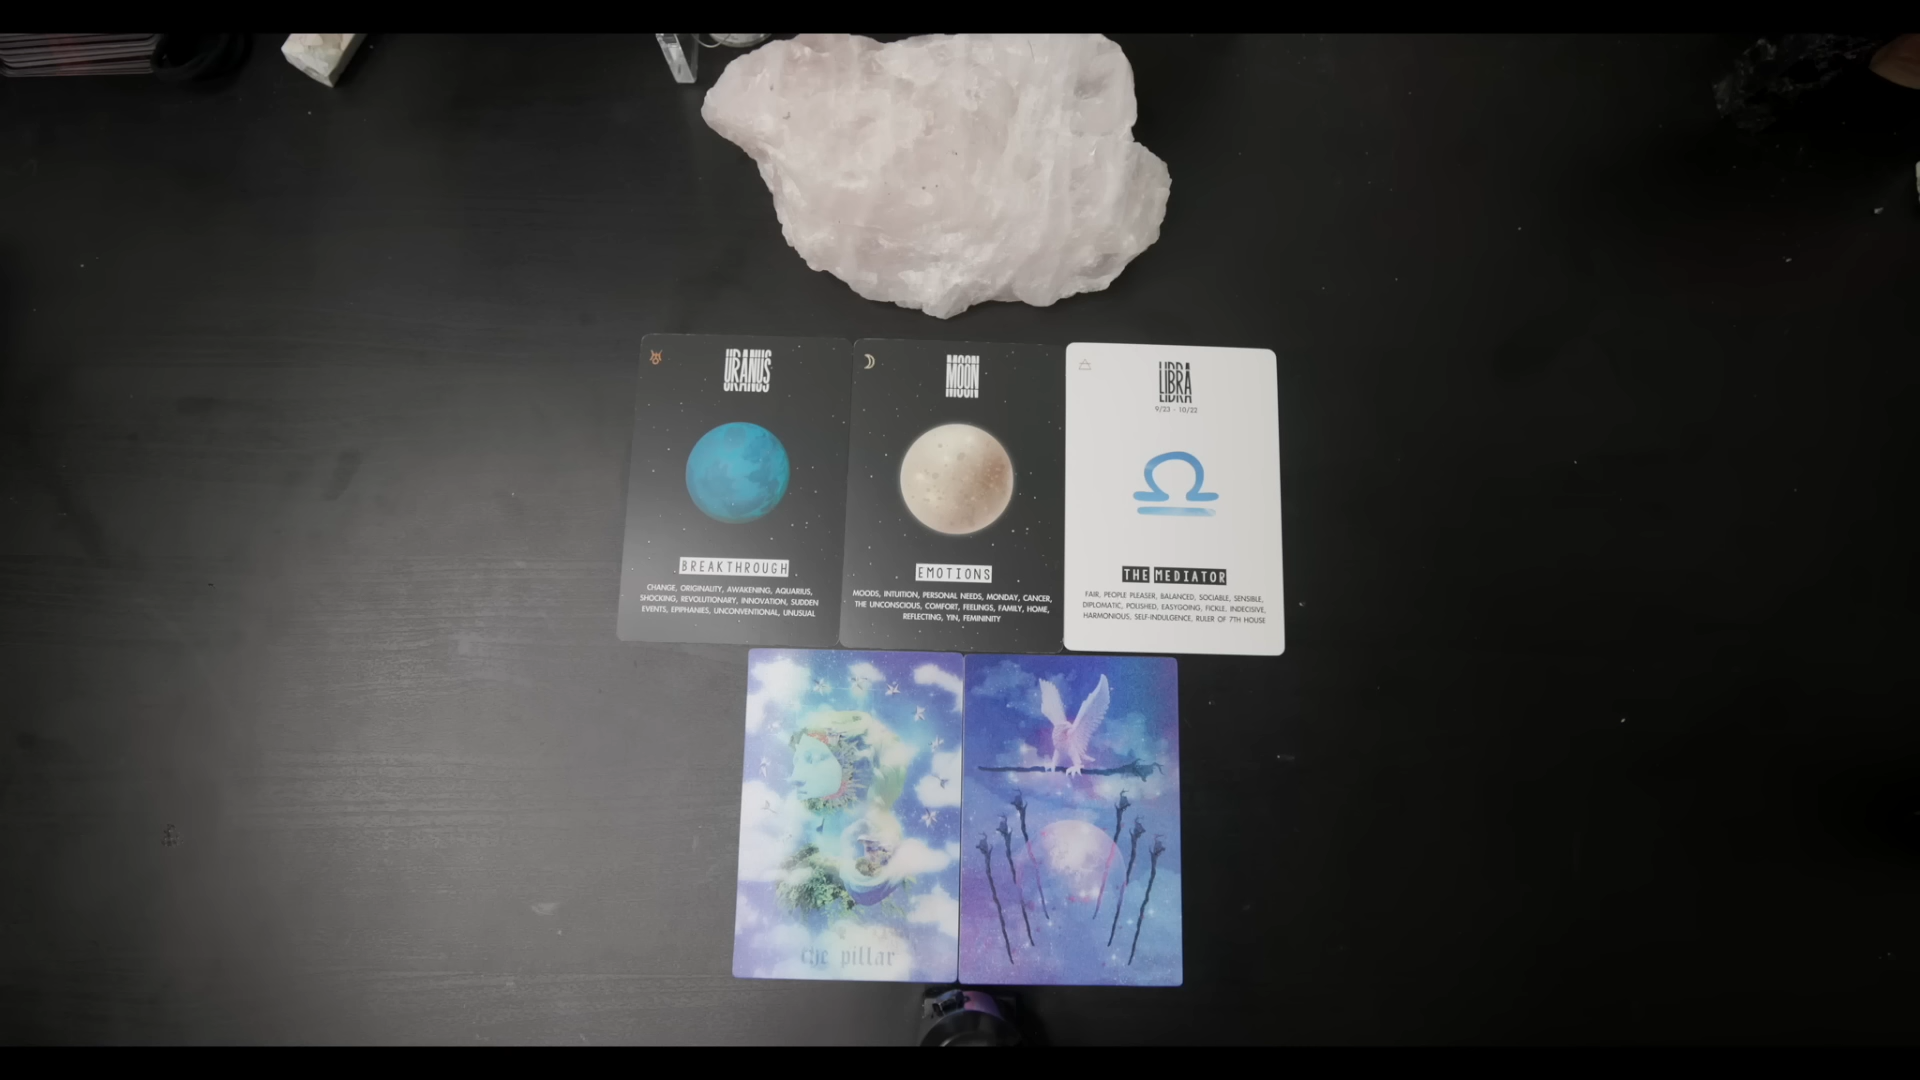 URANUS
BREAKTHROUGH
CHANGE, ORIGINALITY, AWAKENING, AQUARIUS,
SHOCKING, REVOLUTIONARY, INNOVATION, SUDDEN
EVENTS, EPIPHANIES, UNCONVENTIONAL, UNUSUAL
MOON
EMOTIONS
MOODS, INTUITION, PERSONAL NEEDS, MONDAY, CANCER,
THE UNCONSCIOUS, COMFORT, FEELINGS, FAMILY, HOME,
REFLECTING, YIN, FEMININITY
LIBRA
9/23 - 10/22
THE MEDIATOR
FAIR, PEOPLE PLEASER, BALANCED, SOCIABLE, SENSIBLE,
DIPLOMATIC, POLISHED, EASYGOING, FICKLE, INDECISIVE,
HARMONIOUS, SELF-INDULGENCE, RULER OF 7TH HOUSE
the pillar